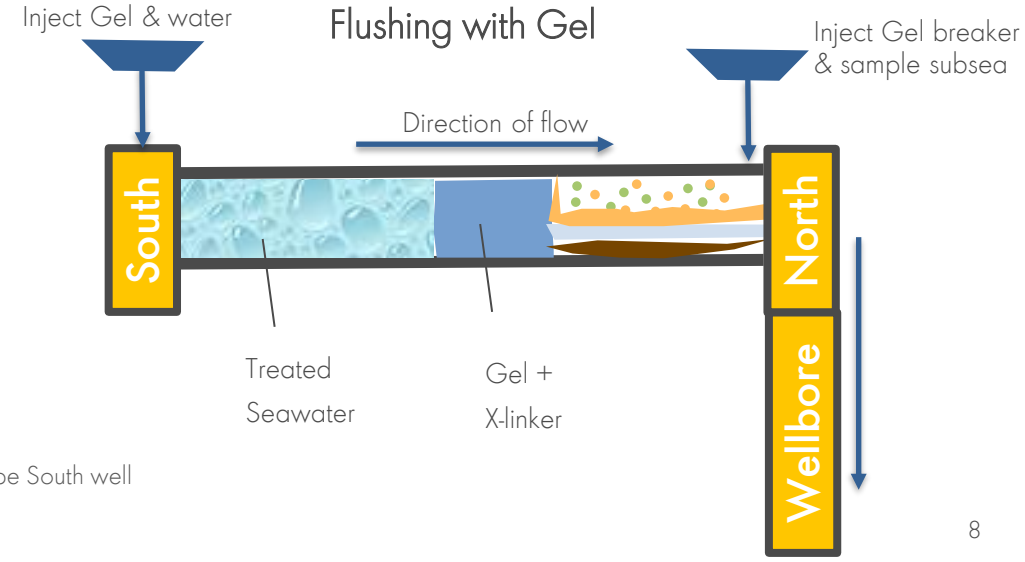 Inject Gel & water
Flushing with Gel
Inject Gel breaker
& sample subsea
Direction of flow
South
North
Treated
Seawater
Gel +
X-linker
Wellbore
South well
8